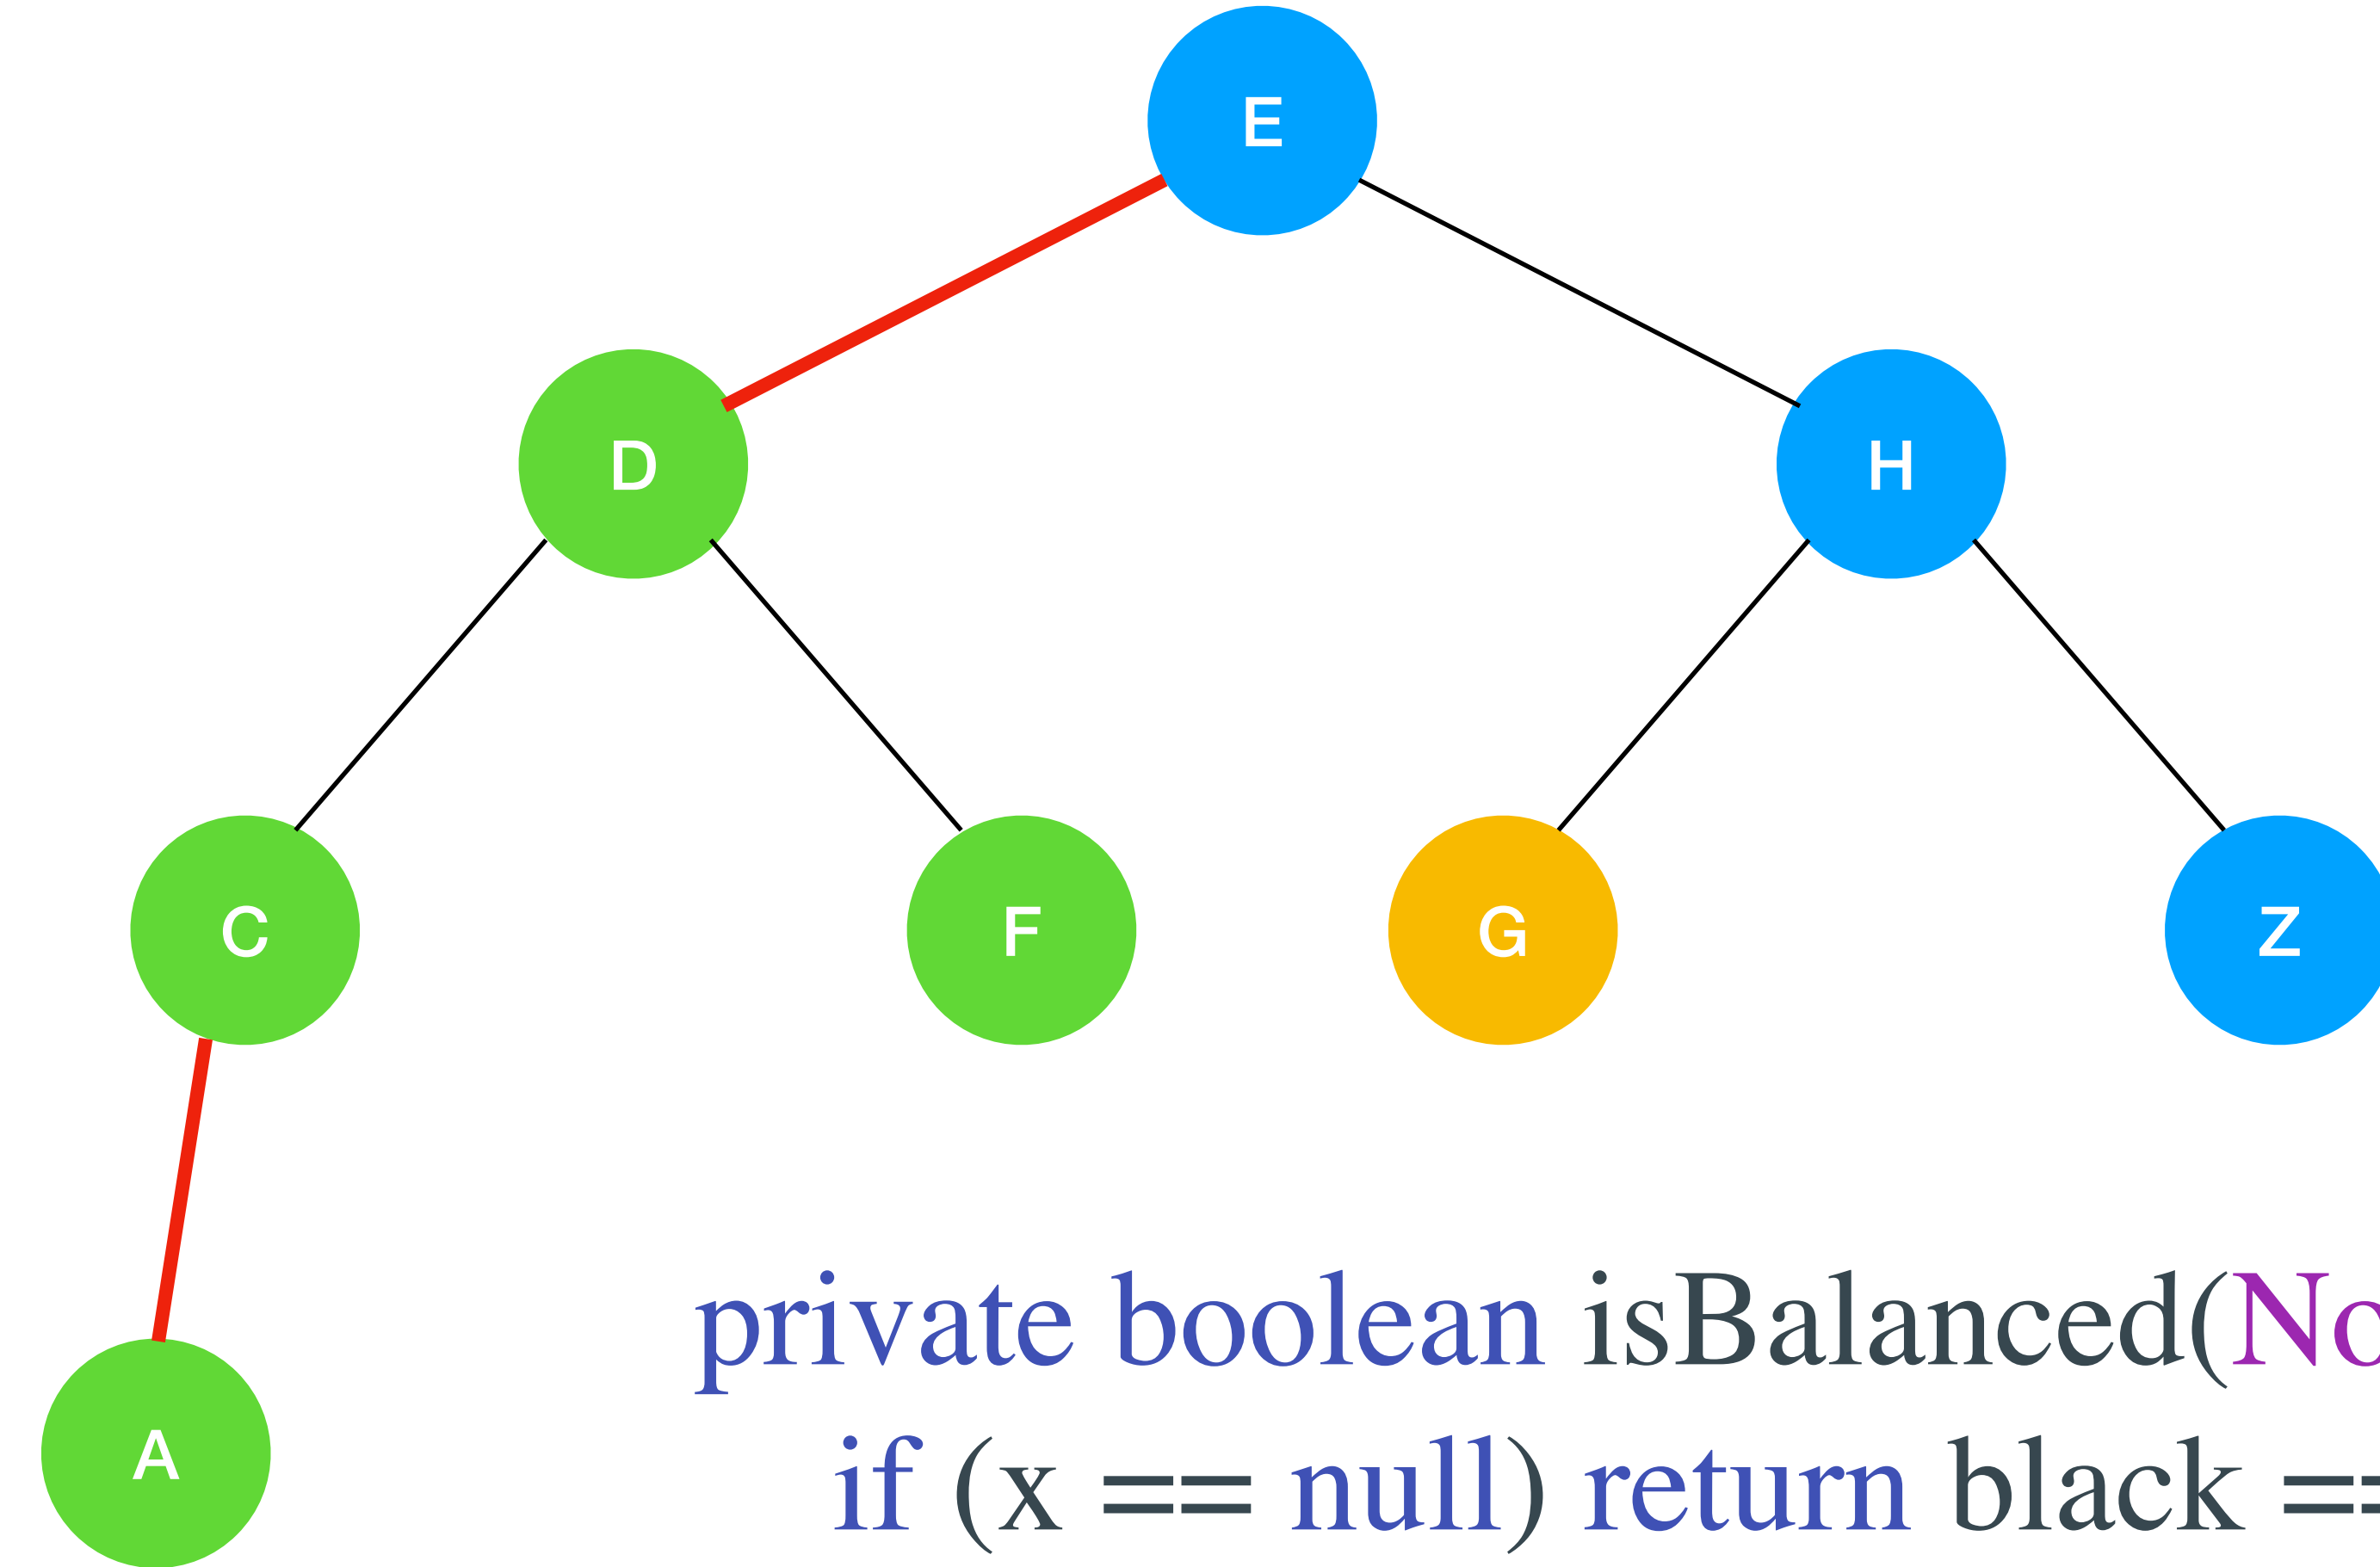 E
D H
C F G Z
A
private boolean isBalanced(No
if (x == null) return black ==